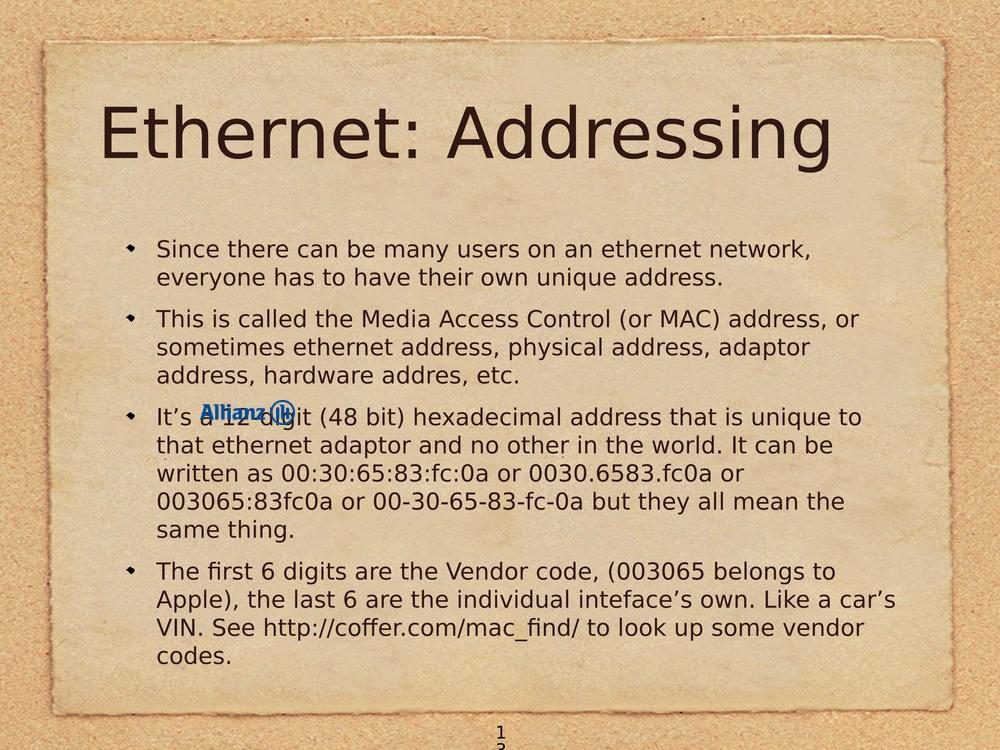 Ethernet: Addressing
Since there can be many users on an ethernet network,
everyone has to have their own unique address.
This is called the Media Access Control (or MAC) address, or
sometimes ethernet address, physical address, adaptor
address, hardware addres, etc.
It’s a 12 digit (48 bit) hexadecimal address that is unique to
Allianz
that ethernet adaptor and no other in the world. It can be
written as 00:30:65:83:fc:0a or 0030.6583.fc0a or
003065:83fc0a or 00-30-65-83-fc-0a but they all mean the
same thing.
The first 6 digits are the Vendor code, (003065 belongs to
Apple), the last 6 are the individual inteface’s own. Like a car’s
VIN. See http://coffer.com/mac_find/ to look up some vendor
codes.
1
3